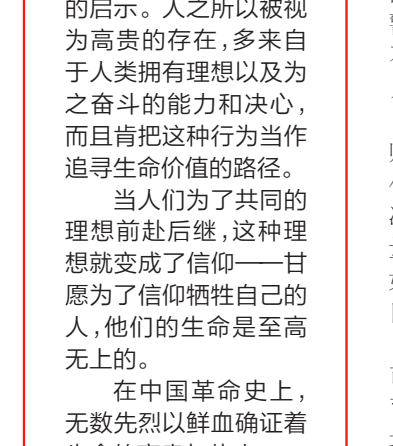 的启示。人之所以被视
为高贵的存在,多来自
于人类拥有理想以及为
之奋斗的能力和决心,
而且肯把这种行为当作
追寻生命价值的路径。
当人们为了共同的
理想前赴后继,这种理
想就变成了信仰——甘
愿为了信仰牺牲自己的
人,他们的生命是至高
无上的。
在中国革命史上,
无数先烈以鲜血确证着